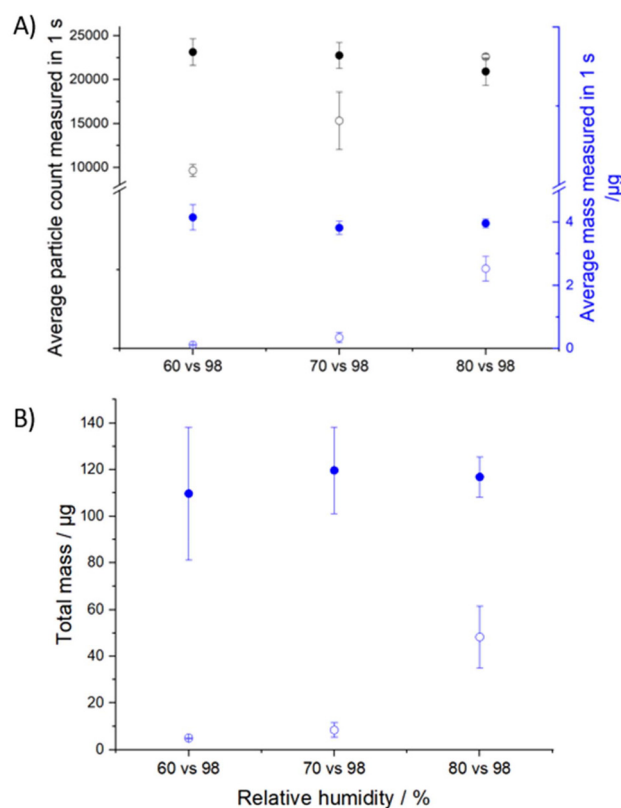 A)
Average particle count measured in 1 s
25000
20000
15000
10000
Average mass measured in 1 s
/µg
4
2
0
60 vs 98
70 vs 98
80 vs 98
B)
Total mass / µg
140
120
100
80
60
40
20
0
60 vs 98
70 vs 98
80 vs 98
Relative humidity / %